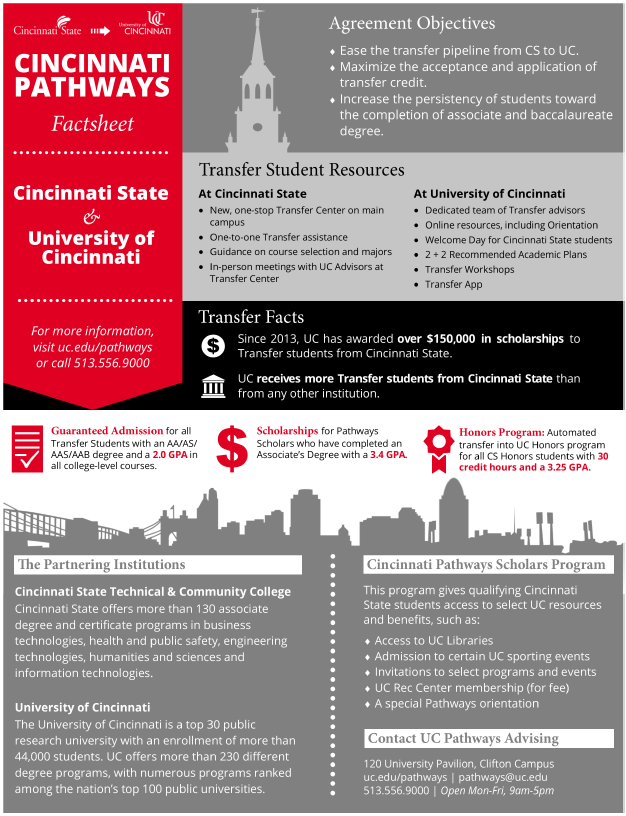 Cincinnati State
University of
UC
CINCINNATI
CINCINNATI
PATHWAYS
Factsheet
Cincinnati State
&
University of
Cincinnati
For more information,
visit uc.edu/pathways
or call 513.556.9000
Agreement Objectives
♦ Ease the transfer pipeline from CS to UC.
♦ Maximize the acceptance and application of
transfer credit.
♦ Increase the persistency of students toward
the completion of associate and baccalaureate
degree.
Transfer Student Resources
At Cincinnati State
• New, one-stop Transfer Center on main
campus
• One-to-one Transfer assistance
• Guidance on course selection and majors
• In-person meetings with UC Advisors at
Transfer Center
At University of Cincinnati
• Dedicated team of Transfer advisors
• Online resources, including Orientation
• Welcome Day for Cincinnati State students
• 2 + 2 Recommended Academic Plans
• Transfer Workshops
• Transfer App
Transfer Facts
$
Since 2013, UC has awarded over $150,000 in scholarships to
Transfer students from Cincinnati State.
UC receives more Transfer students from Cincinnati State than
from any other institution.
Guaranteed Admission for all
Transfer Students with an AA/AS/
AAS/AAB degree and a 2.0 GPA in
all college-level courses.
$
Scholarships for Pathways
Scholars who have completed an
Associate's Degree with a 3.4 GPA.
Honors Program: Automated
transfer into UC Honors program
for all CS Honors students with 30
credit hours and a 3.25 GPA.
The Partnering Institutions
Cincinnati State Technical & Community College
Cincinnati State offers more than 130 associate
degree and certificate programs in business
technologies, health and public safety, engineering
technologies, humanities and sciences and
information technologies.
University of Cincinnati
The University of Cincinnati is a top 30 public
research university with an enrollment of more than
44,000 students. UC offers more than 230 different
degree programs, with numerous programs ranked
among the nation's top 100 public universities.
Cincinnati Pathways Scholars Program
This program gives qualifying Cincinnati
State students access to select UC resources
and benefits, such as:
♦ Access to UC Libraries
♦ Admission to certain UC sporting events
♦ Invitations to select programs and events
♦ UC Rec Center membership (for fee)
♦ A special Pathways orientation
Contact UC Pathways Advising
120 University Pavilion, Clifton Campus
uc.edu/pathways | pathways@uc.edu
513.556.9000 | Open Mon-Fri, 9am-5pm